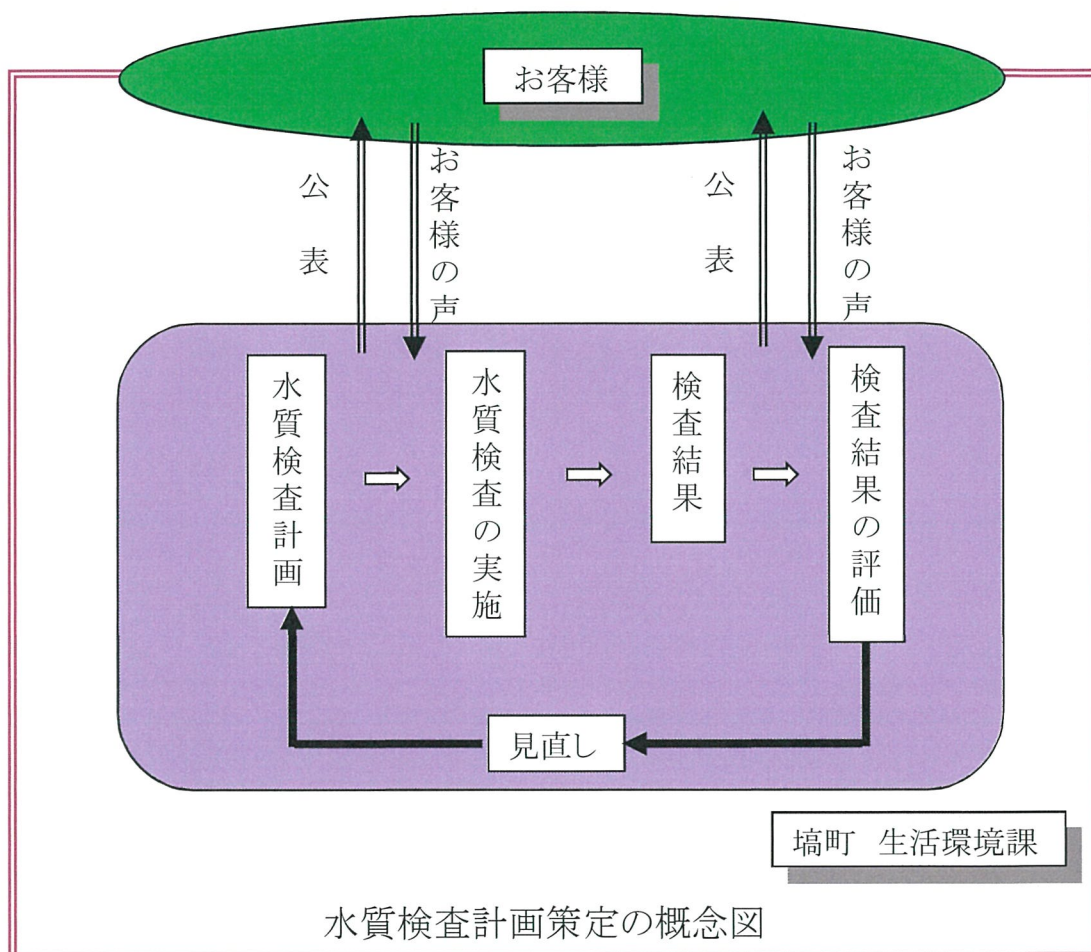 お客様
公表
お客様の声
公表
お客様の声
水質検査計画
水質検査の実施
検査結果
検査結果の評価
見直し
塙町 生活環境課
水質検査計画策定の概念図